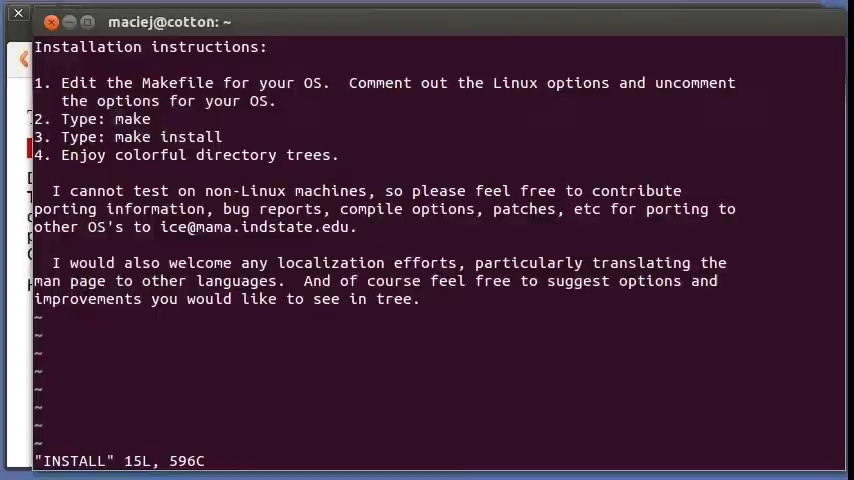 maciej@cotton: ~
Installation instructions:
1. Edit the Makefile for your OS.  Comment out the Linux options and uncomment
   the options for your OS.
2. Type: make
3. Type: make install
4. Enjoy colorful directory trees.
  I cannot test on non-Linux machines, so please feel free to contribute
porting information, bug reports, compile options, patches, etc for porting to
other OS's to ice@mama.indstate.edu.
  I would also welcome any localization efforts, particularly translating the
man page to other languages.  And of course feel free to suggest options and
improvements you would like to see in tree.
~
~
~
~
~
~
~
~
"INSTALL" 15L, 596C